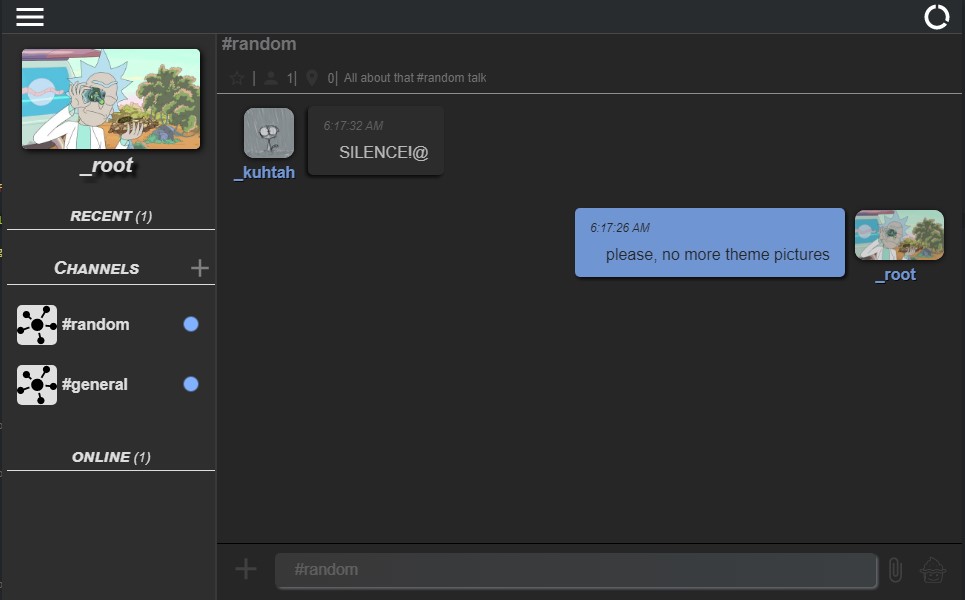 #random
| 1| 0| All about that #random talk
_root
RECENT (1)
CHANNELS
#random
#general
ONLINE (1)
6:17:32 AM
SILENCE!@
_kuhtah
6:17:26 AM
please, no more theme pictures
_root
#random